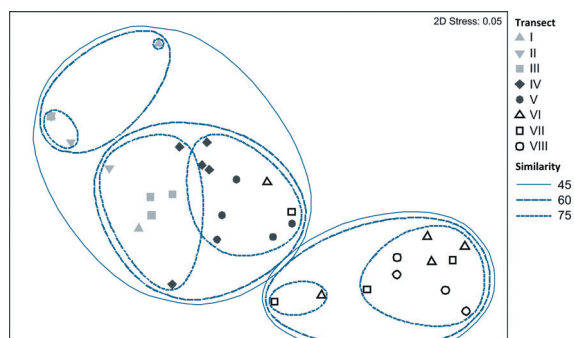 2D Stress: 0.05
Transect
I
II
III
IV
V
VI
VII
VIII
Similarity
45
60
75